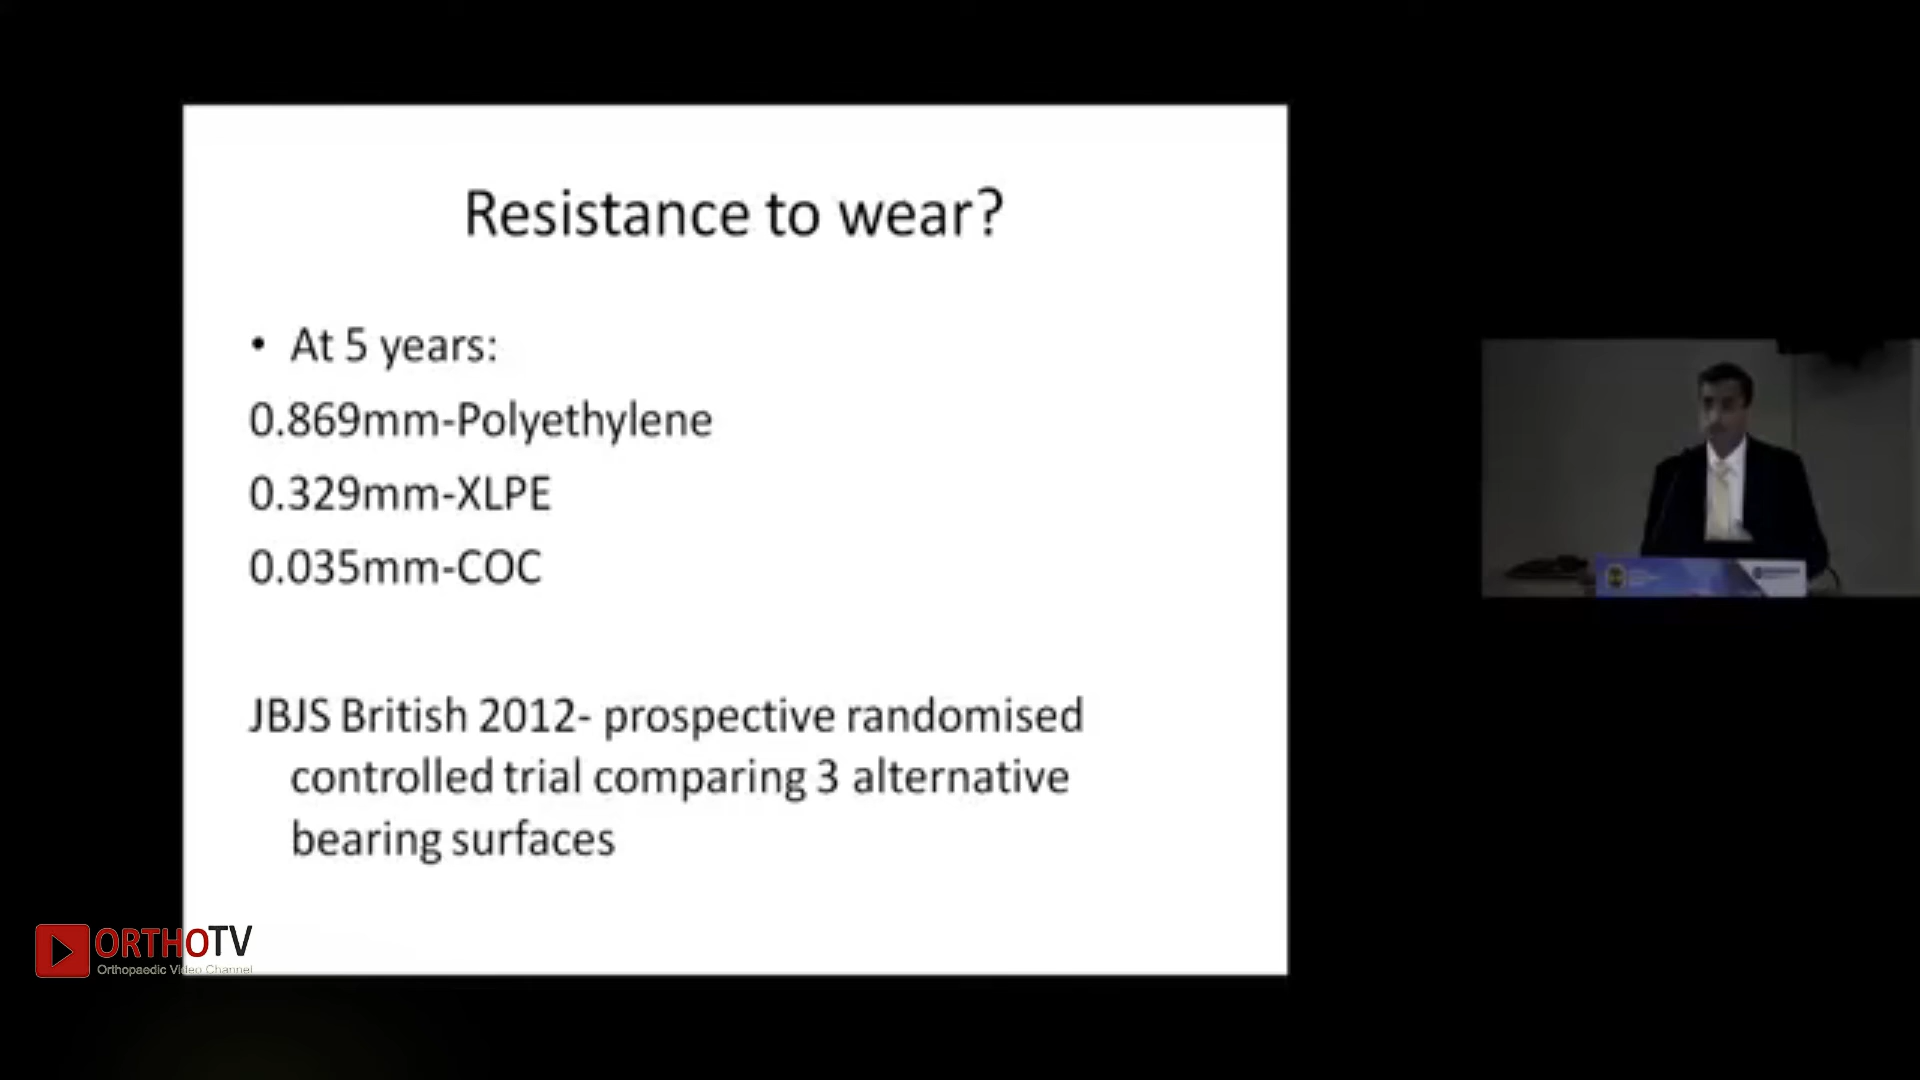 Resistance to wear?
• At 5 years:
0.869mm-Polyethylene
0.329mm-XLPE
0.035mm-COC
JBJS British 2012- prospective randomised
controlled trial comparing 3 alternative
bearing surfaces
ORTHOTV
Orthopaedic Video Channel